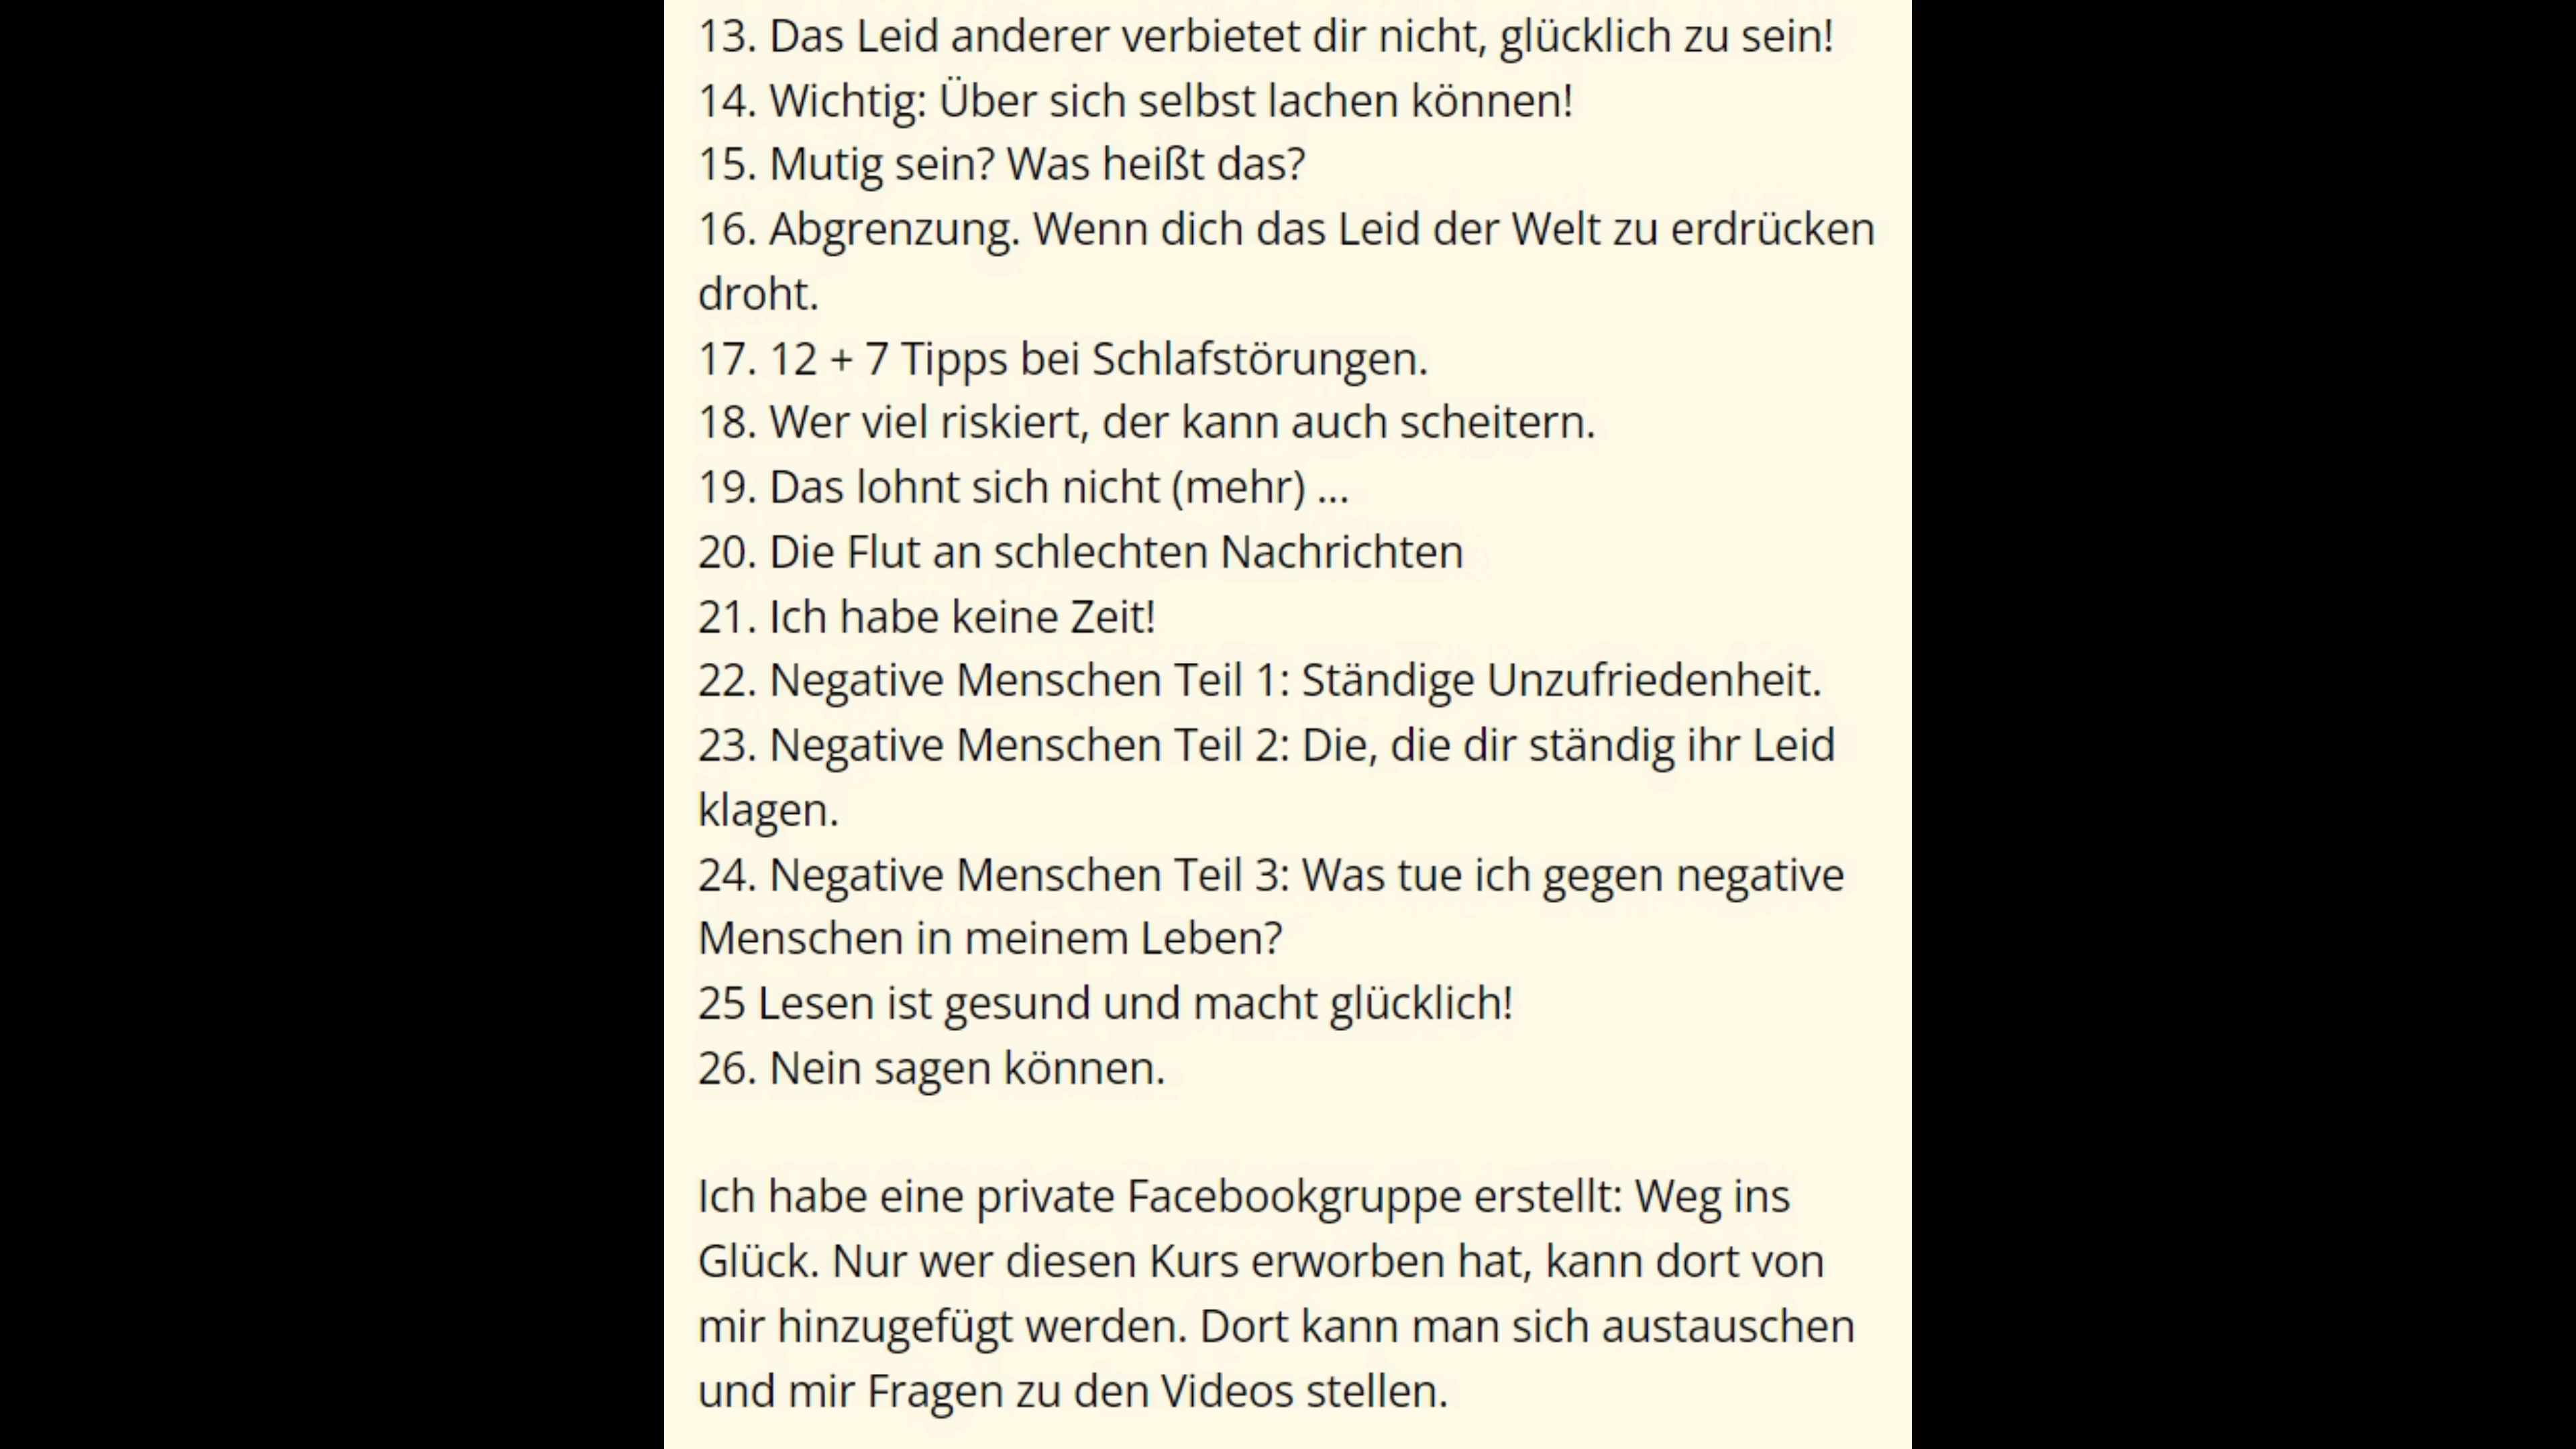 13. Das Leid anderer verbietet dir nicht, glücklich zu sein!
14. Wichtig: Über sich selbst lachen können!
15. Mutig sein? Was heißt das?
16. Abgrenzung. Wenn dich das Leid der Welt zu erdrücken
droht.
17. 12 + 7 Tipps bei Schlafstörungen.
18. Wer viel riskiert, der kann auch scheitern.
19. Das lohnt sich nicht (mehr) ...
20. Die Flut an schlechten Nachrichten
21. Ich habe keine Zeit!
22. Negative Menschen Teil 1: Ständige Unzufriedenheit.
23. Negative Menschen Teil 2: Die, die dir ständig ihr Leid
klagen.
24. Negative Menschen Teil 3: Was tue ich gegen negative
Menschen in meinem Leben?
25 Lesen ist gesund und macht glücklich!
26. Nein sagen können.
Ich habe eine private Facebookgruppe erstellt: Weg ins
Glück. Nur wer diesen Kurs erworben hat, kann dort von
mir hinzugefügt werden. Dort kann man sich austauschen
und mir Fragen zu den Videos stellen.